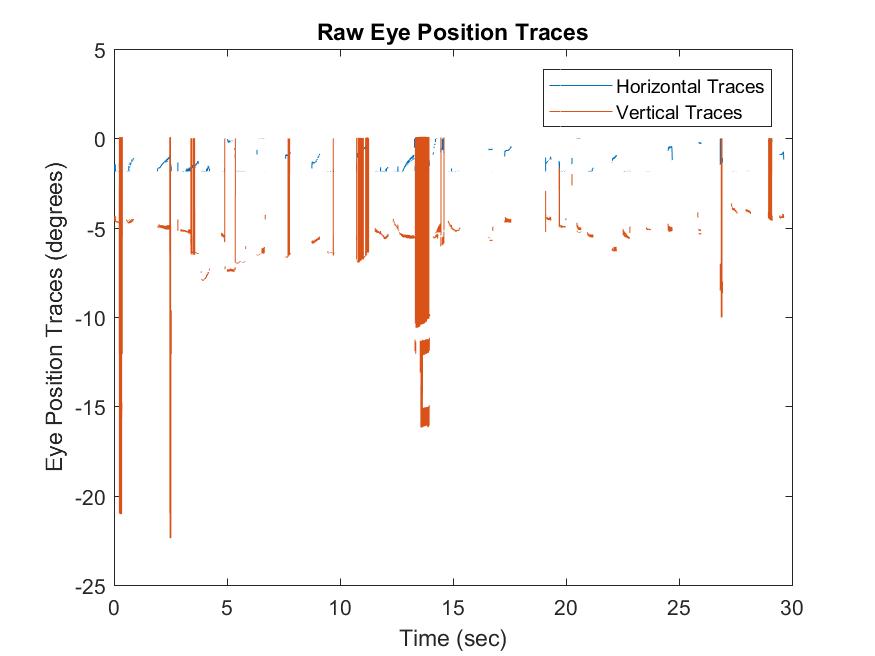 Raw Eye Position Traces
Horizontal Traces
Vertical Traces
Eye Position Traces (degrees)
5
0
-5
-10
-15
-20
-25
0 5 10 15 20 25 30
Time (sec)